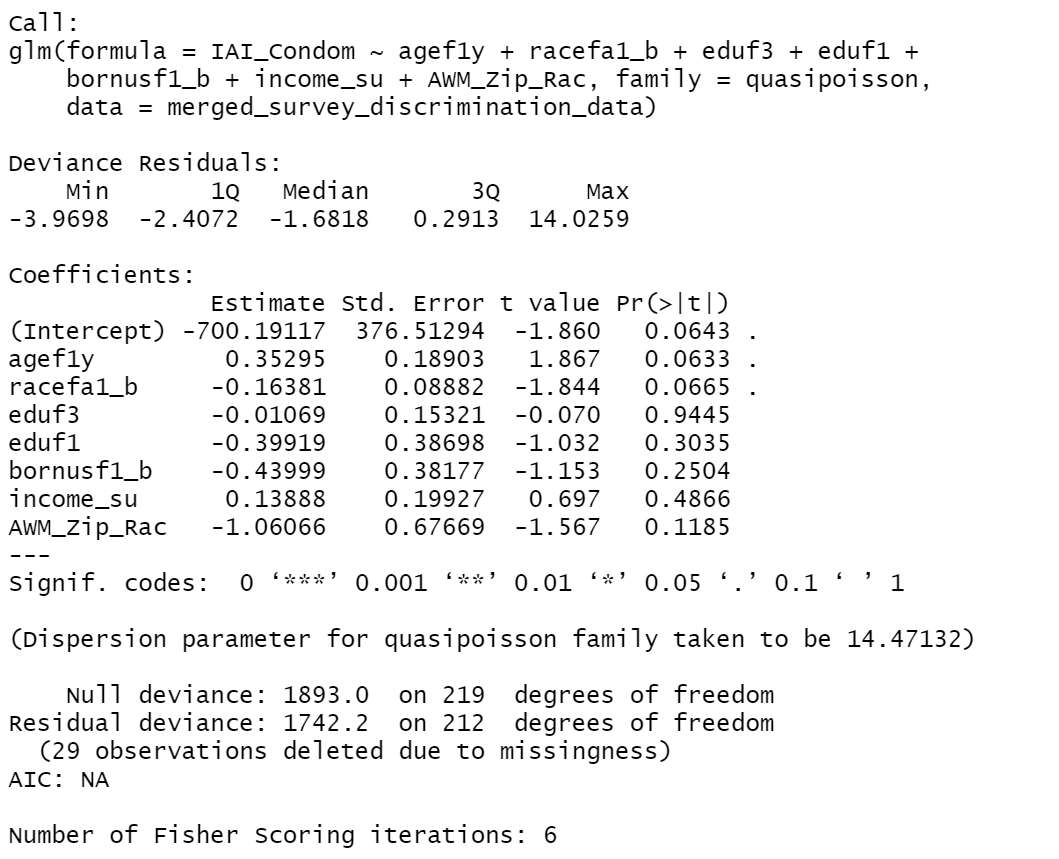 Call:
glm(formula = IAI_Condom ~ agef1y + racefa1_b + eduf3 + eduf1 +
    bornusf1_b + income_su + AWM_Zip_Rac, family = quasipoisson,
    data = merged_survey_discrimination_data)

Deviance Residuals:
    Min       1Q   Median       3Q      Max
-3.9698  -2.4072  -1.6818   0.2913  14.0259

Coefficients:
              Estimate Std. Error t value Pr(>|t|)
(Intercept) -700.19117  376.51294  -1.860   0.0643 .
agef1y         0.35295    0.18903   1.867   0.0633 .
racefa1_b     -0.16381    0.08882  -1.844   0.0665 .
eduf3         -0.01069    0.15321  -0.070   0.9445
eduf1         -0.39919    0.38698  -1.032   0.3035
bornusf1_b    -0.43999    0.38177  -1.153   0.2504
income_su      0.13888    0.19927   0.697   0.4866
AWM_Zip_Rac   -1.06066    0.67669  -1.567   0.1185
---
Signif. codes:  0 ‘***’ 0.001 ‘**’ 0.01 ‘*’ 0.05 ‘.’ 0.1 ‘ ’ 1

(Dispersion parameter for quasipoisson family taken to be 14.47132)

    Null deviance: 1893.0  on 219  degrees of freedom
Residual deviance: 1742.2  on 212  degrees of freedom
  (29 observations deleted due to missingness)
AIC: NA

Number of Fisher Scoring iterations: 6